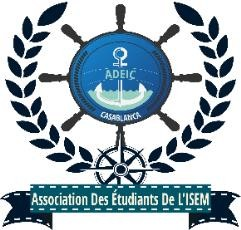 ADEIC
CASABLANCA
Association Des Étudiants De L'ISEM